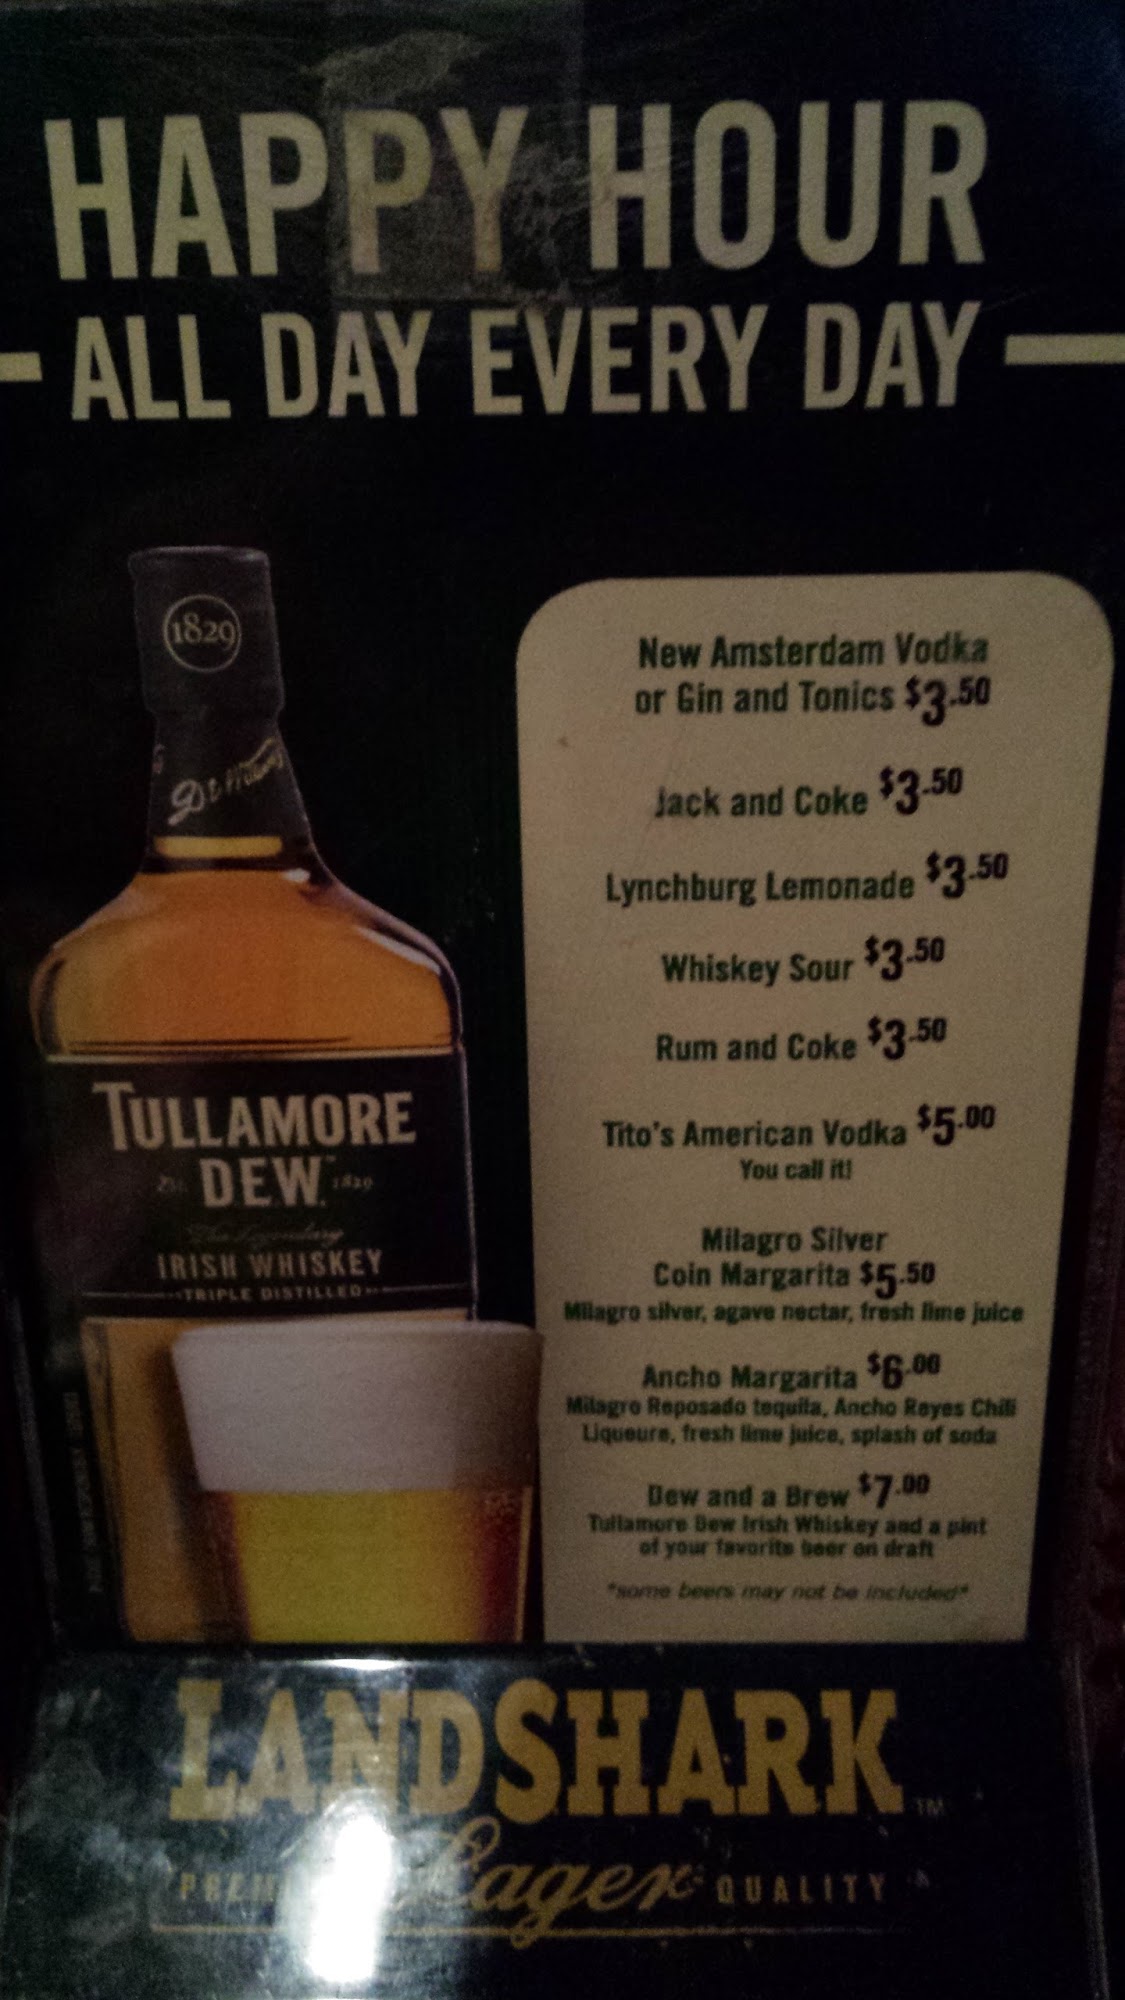 HAPPY HOUR
ALL DAY EVERY DAY
1829
TULLAMORE
D.E.W.
1829
The Legendary
IRISH WHISKEY
TRIPLE DISTILLED
New Amsterdam Vodka
or Gin and Tonics $3.50
Jack and Coke $3.50
Lynchburg Lemonade $3.50
Whiskey Sour $3.50
Rum and Coke $3.50
Tito's American Vodka $5.00
You call it!
Milagro Silver
Coin Margarita $5.50
Milagro silver, agave nectar, fresh lime juice
Ancho Margarita $6.00
Milagro Reposado tequila, Ancho Reyes Chili
Liqueure, fresh lime juice, splash of soda
Dew and a Brew $7.00
Tullamore Dew Irish Whiskey and a pint
of your favorite beer on draft
*some beers may not be included*
LANDSHARK TM
Lager QUALITY